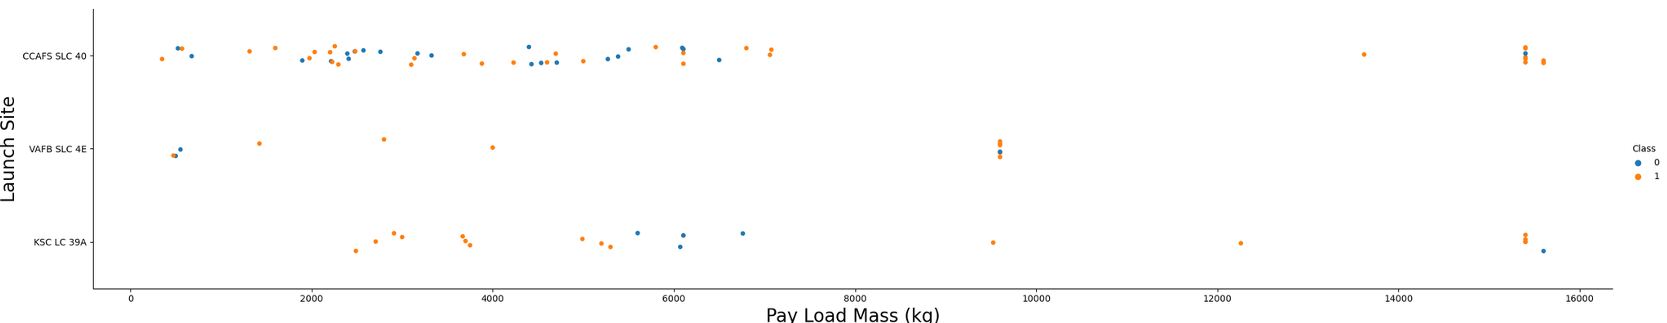 CCAFS SLC 40
VAFB SLC 4E
KSC LC 39A
Launch Site
0 2000 4000 6000 8000 10000 12000 14000 16000
Pay Load Mass (kg)
Class
0
1